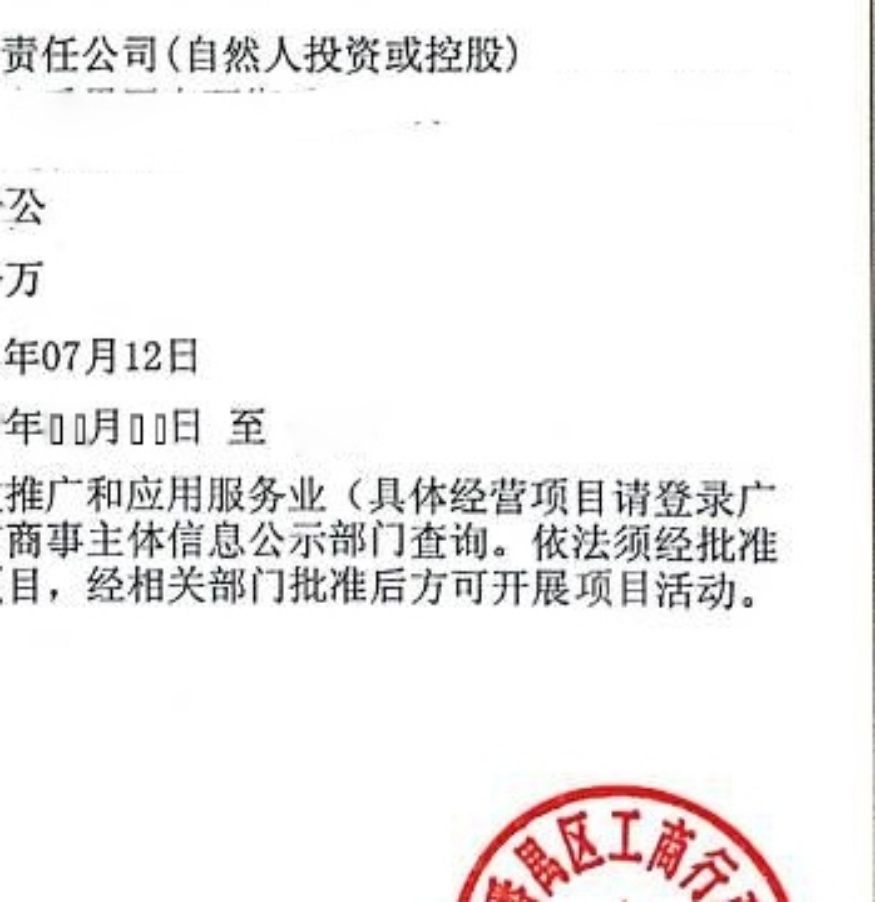 责任公司(自然人投资或控股)
公
万
年07月12日
年▯▯月▯▯日 至
推广和应用服务业（具体经营项目请登录广
商事主体信息公示部门查询。依法须经批准
目，经相关部门批准后方可开展项目活动。
禺区工商行